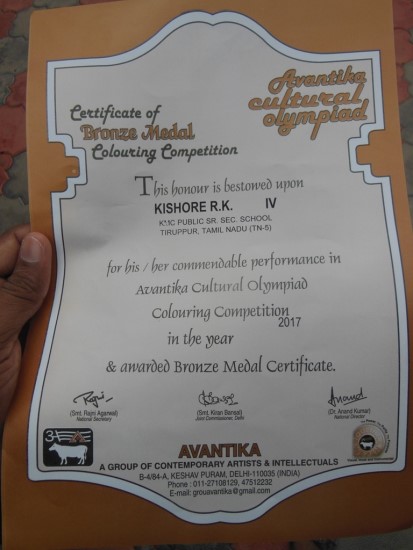 Avantika
cultural
olympiad
Certificate of
Bronze Medal
Colouring Competition
This honour is bestowed upon
KISHORE R.K. IV
KMC PUBLIC SR. SEC. SCHOOL
TIRUPPUR, TAMIL NADU (TN-5)
for his / her commendable performance in
Avantika Cultural Olympiad
Colouring Competition
in the year 2017
& awarded Bronze Medal Certificate.
(Smt. Rajni Agarwal)
National Secretary
(Smt. Kiran Bansal)
Joint Commissioner, Delhi
Anand
(Dr. Anand Kumar)
National Director
AVANTIKA
A GROUP OF CONTEMPORARY ARTISTS & INTELLECTUALS
B-4/84-A, KESHAV PURAM, DELHI-110035 (INDIA)
Phone : 011-27108129, 47512232
E-mail: grouavantika@gmail.com